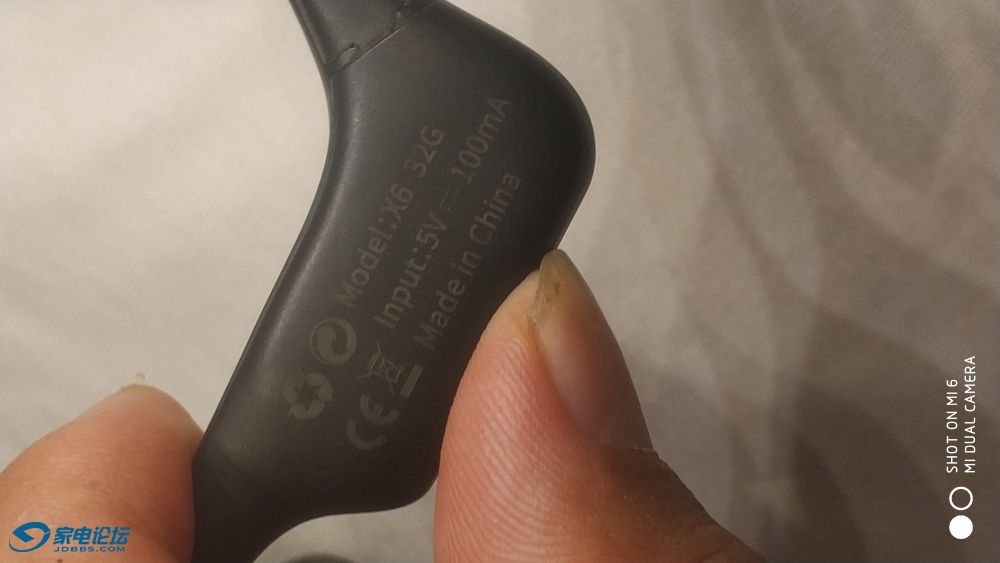 Model:X6 32G
Input:5V⎓100mA
Made in China
CE
SHOT ON MI 6
MI DUAL CAMERA
家电论坛
JDBBS.COM